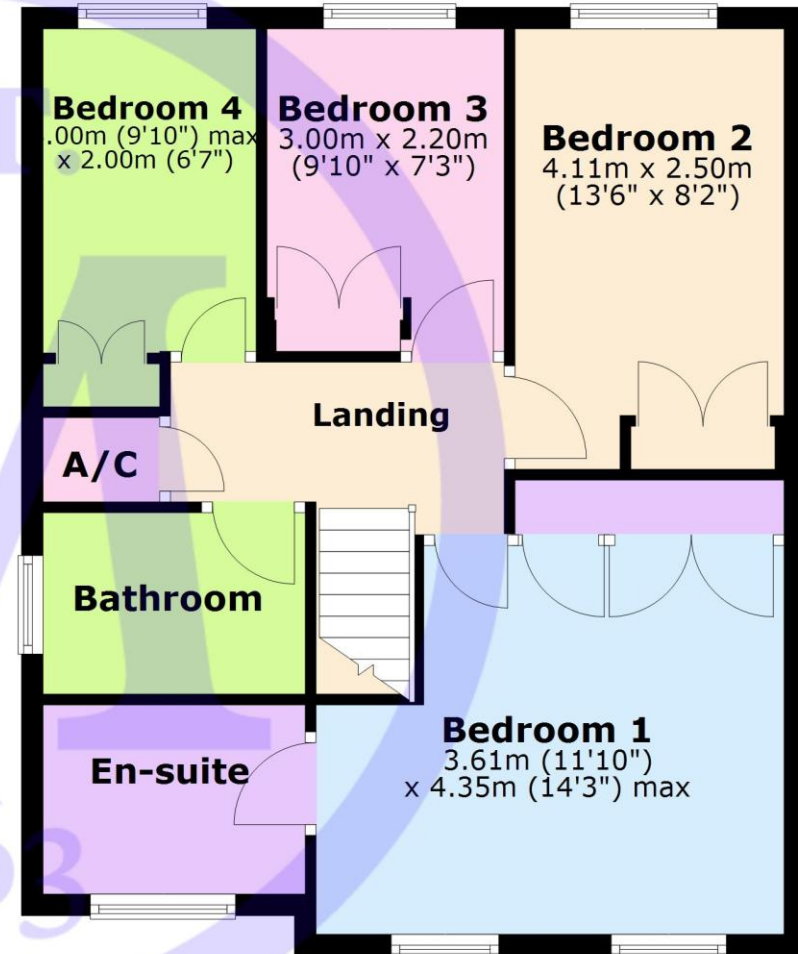 Bedroom 4
.00m (9'10") max
x 2.00m (6'7")
Bedroom 3
3.00m x 2.20m
(9'10" x 7'3")
Bedroom 2
4.11m x 2.50m
(13'6" x 8'2")
Landing
A/C
Bathroom
En-suite
Bedroom 1
3.61m (11'10")
x 4.35m (14'3") max